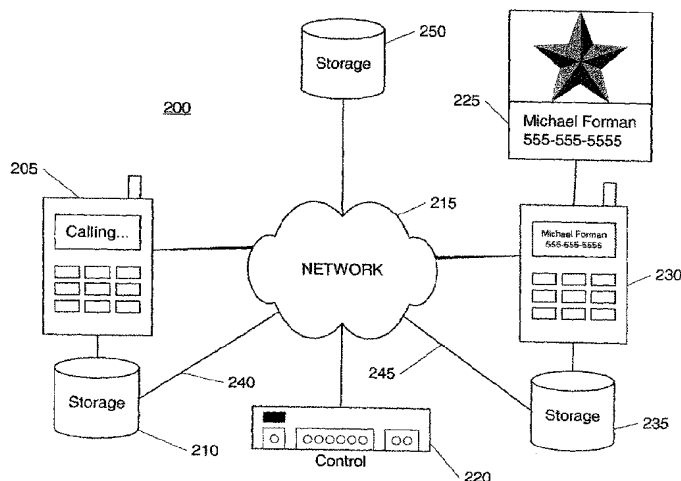 250
Storage
200
225
Michael Forman
555-555-5555
205
215
Calling...
NETWORK
Michael Forman
555-555-5555
230
240
245
Storage
Storage
235
210
Control
220